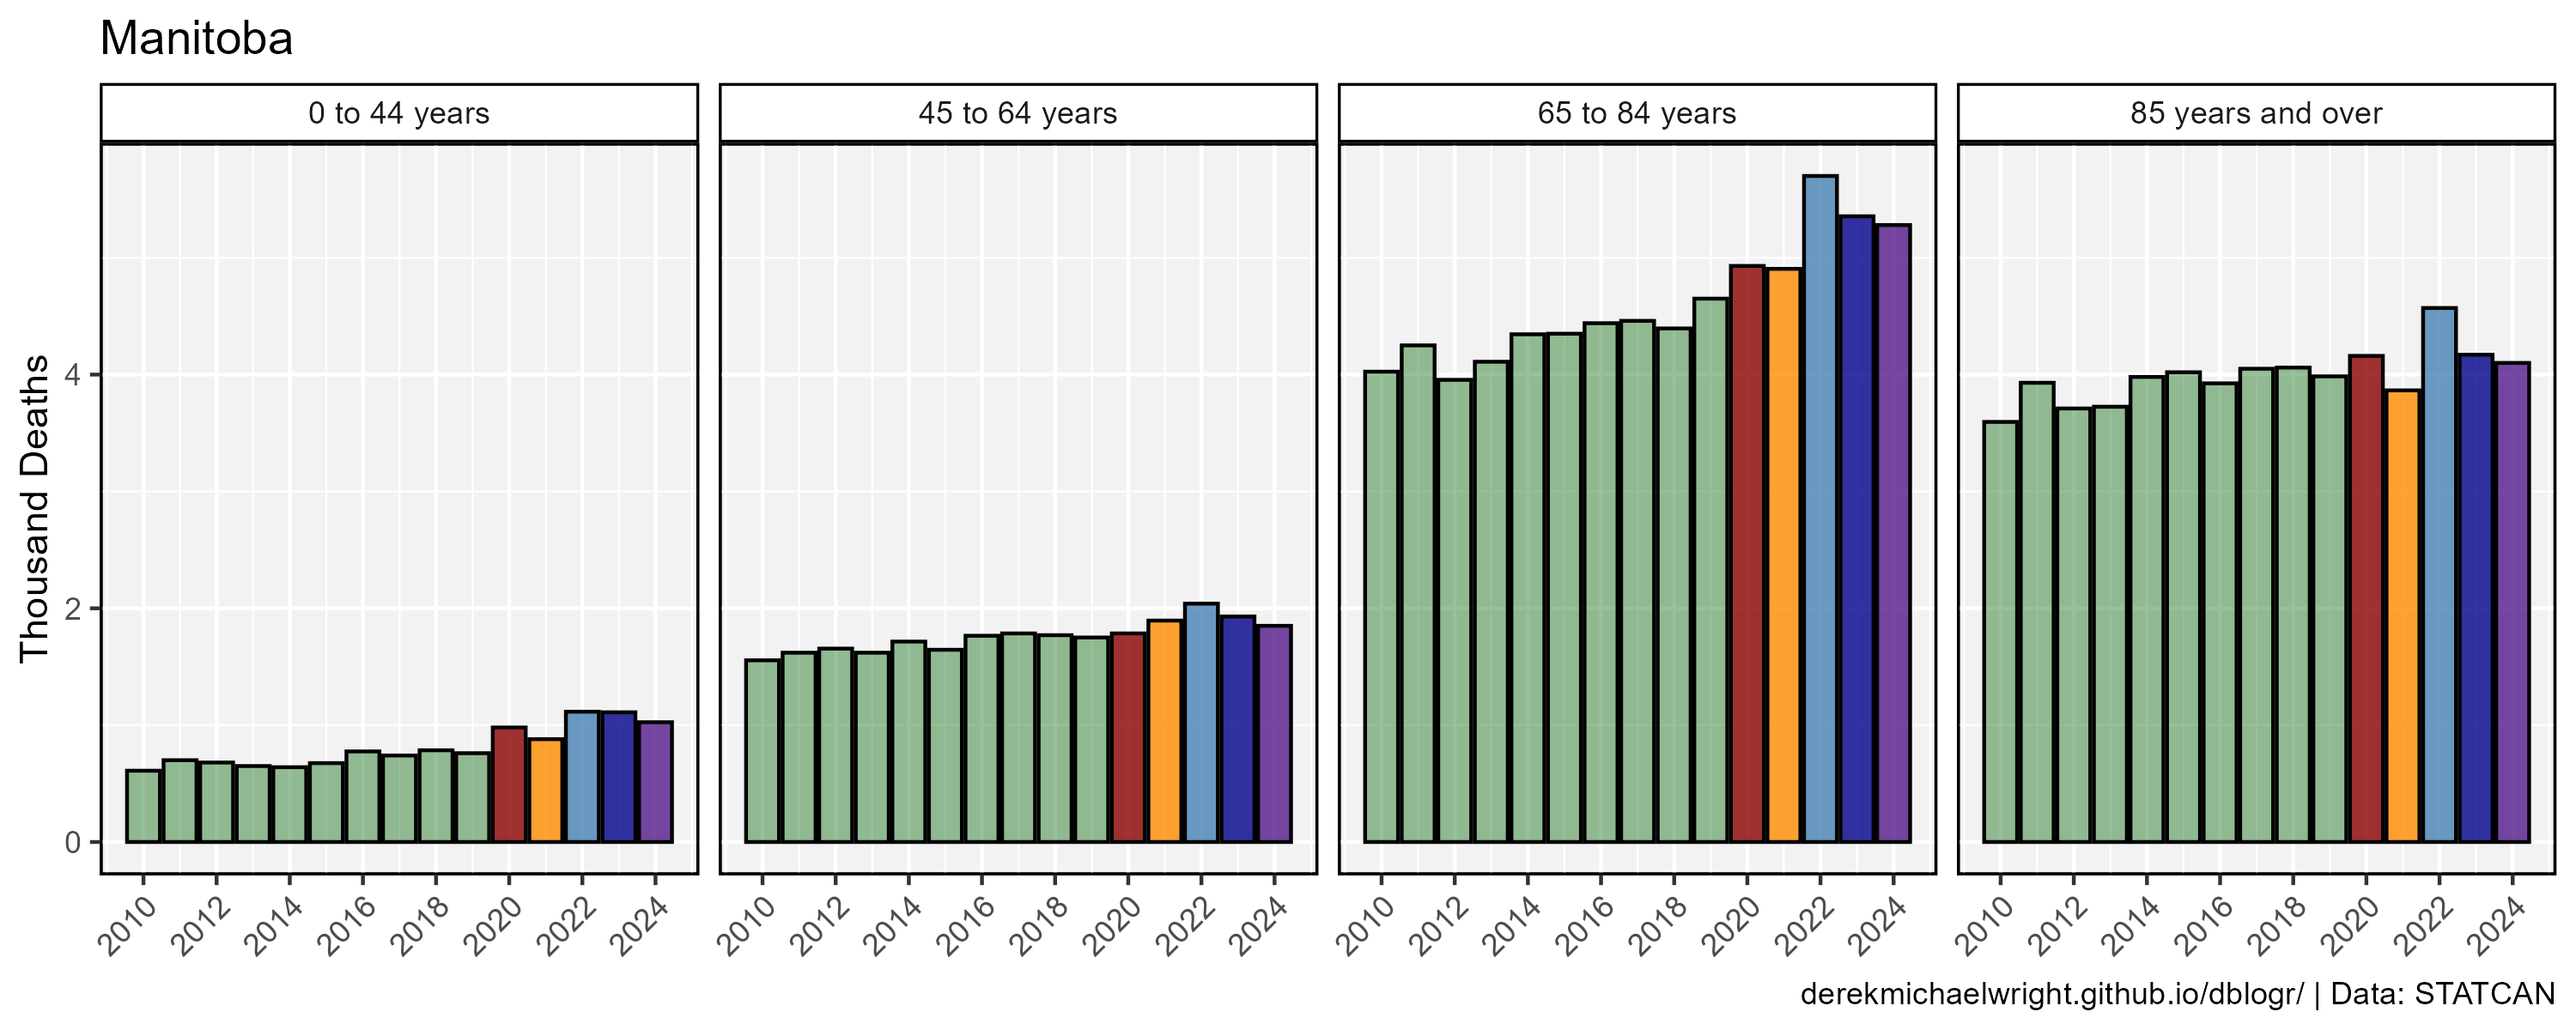 Manitoba
0 to 44 years
45 to 64 years
65 to 84 years
85 years and over
Thousand Deaths
4
2
0
2010 2012 2014 2016 2018 2020 2022 2024
2010 2012 2014 2016 2018 2020 2022 2024
2010 2012 2014 2016 2018 2020 2022 2024
2010 2012 2014 2016 2018 2020 2022 2024
derekmichaelwright.github.io/dblogr/ | Data: STATCAN